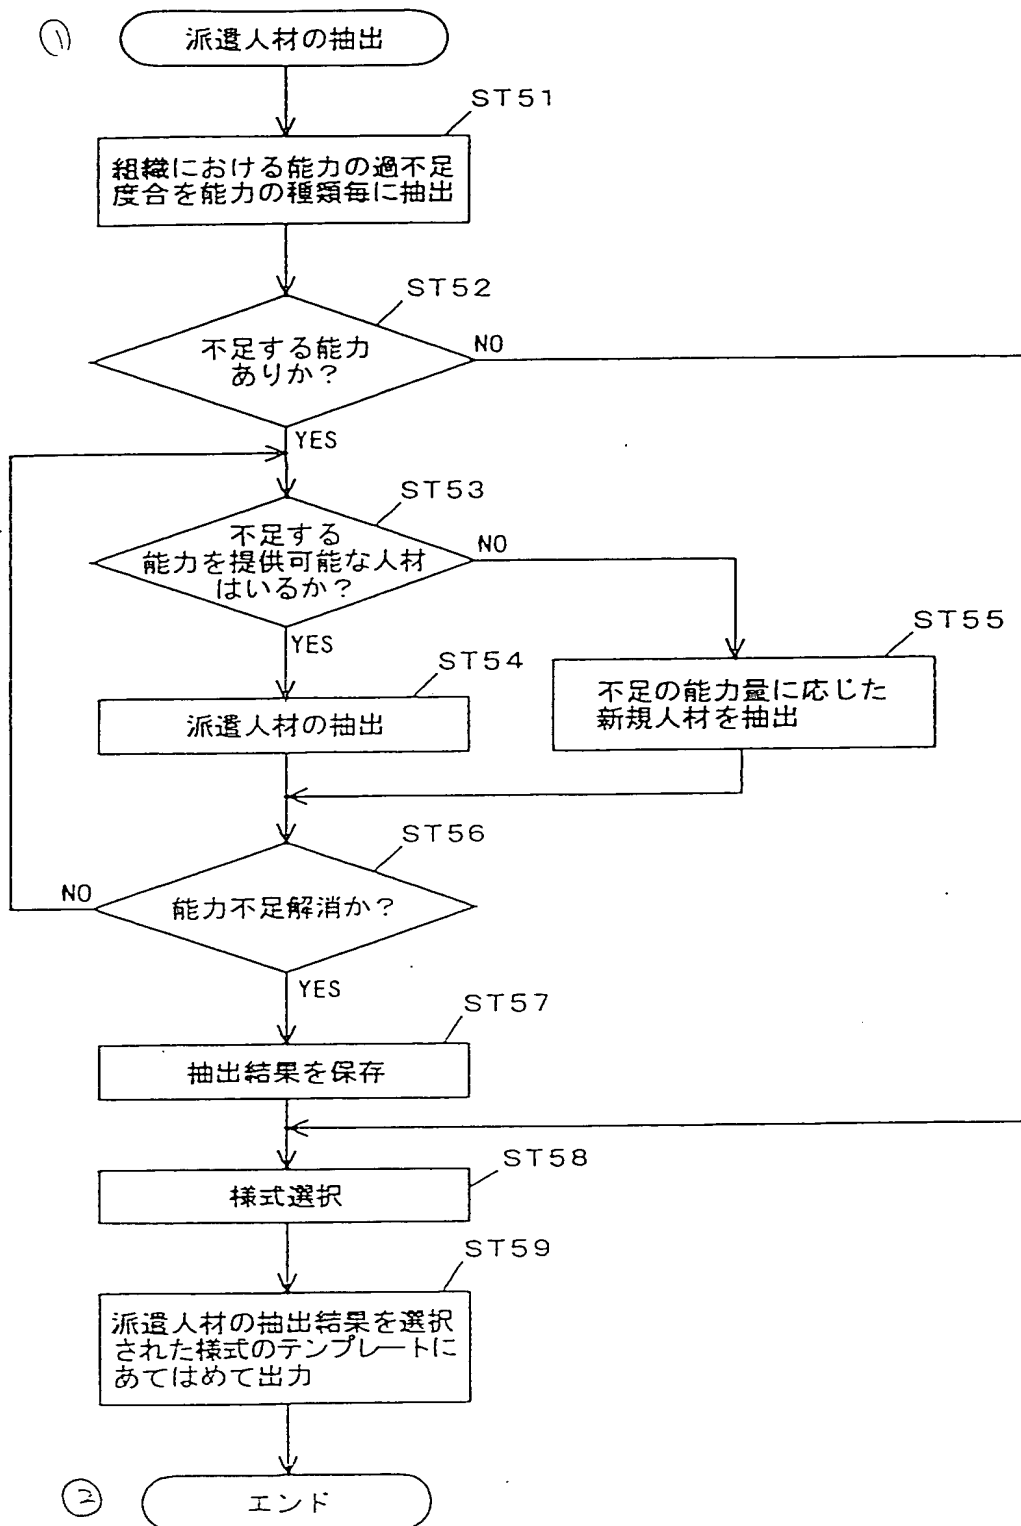 ①
派遣人材の抽出
ST51
組織における能力の過不足
度合を能力の種類毎に抽出
ST52
不足する能力
ありか?
NO
YES
ST53
不足する
能力を提供可能な人材
はいるか?
NO
YES
ST54
派遣人材の抽出
ST55
不足の能力量に応じた
新規人材を抽出
ST56
能力不足解消か?
NO
YES
ST57
抽出結果を保存
ST58
様式選択
ST59
派遣人材の抽出結果を選択
された様式のテンプレートに
あてはめて出力
②
エンド